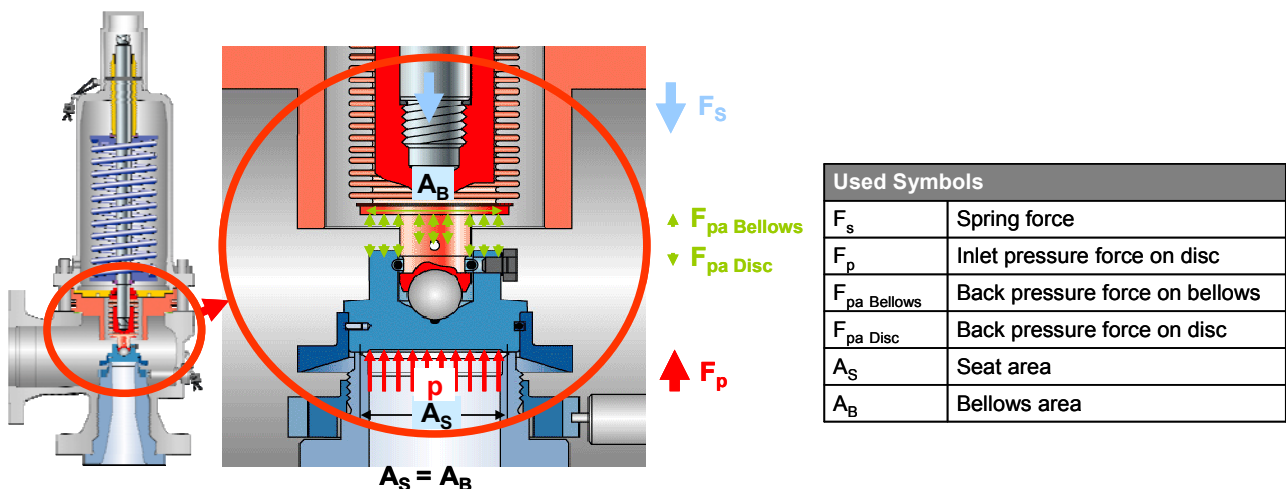 A_B
F_S
F_pa Bellows
F_pa Disc
p
F_p
A_S
A_S = A_B
Used Symbols
F_s Spring force
F_p Inlet pressure force on disc
F_pa Bellows Back pressure force on bellows
F_pa Disc Back pressure force on disc
A_S Seat area
A_B Bellows area